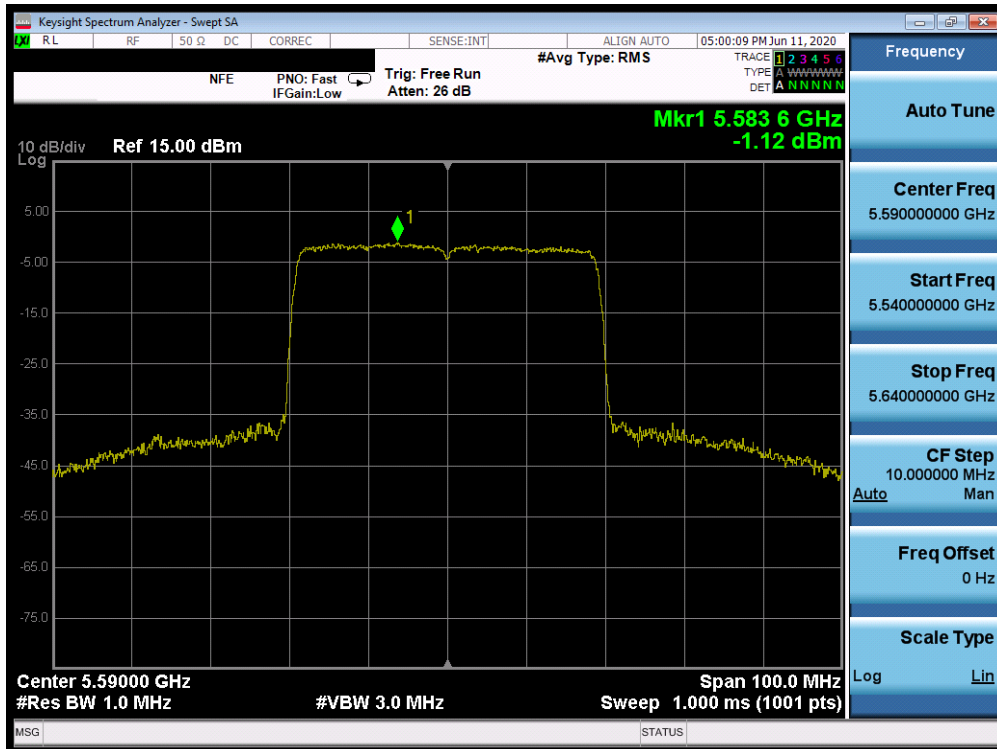 Keysight Spectrum Analyzer - Swept SA
LXI RL RF 50 Ω DC CORREC SENSE:INT ALIGN AUTO 05:00:09 PM Jun 11, 2020
NFE PNO: Fast Trig: Free Run #Avg Type: RMS TRACE 1 2 3 4 5 6
IFGain:Low Atten: 26 dB TYPE A WWWWWW
DET A N N N N N
Mkr1 5.583 6 GHz
-1.12 dBm
10 dB/div Ref 15.00 dBm
Log
1
5.00
-5.00
-15.0
-25.0
-35.0
-45.0
-55.0
-65.0
-75.0
Center 5.59000 GHz Span 100.0 MHz
#Res BW 1.0 MHz #VBW 3.0 MHz Sweep 1.000 ms (1001 pts)
MSG STATUS
Frequency
Auto Tune
Center Freq
5.590000000 GHz
Start Freq
5.540000000 GHz
Stop Freq
5.640000000 GHz
CF Step
10.000000 MHz
Auto Man
Freq Offset
0 Hz
Scale Type
Log Lin